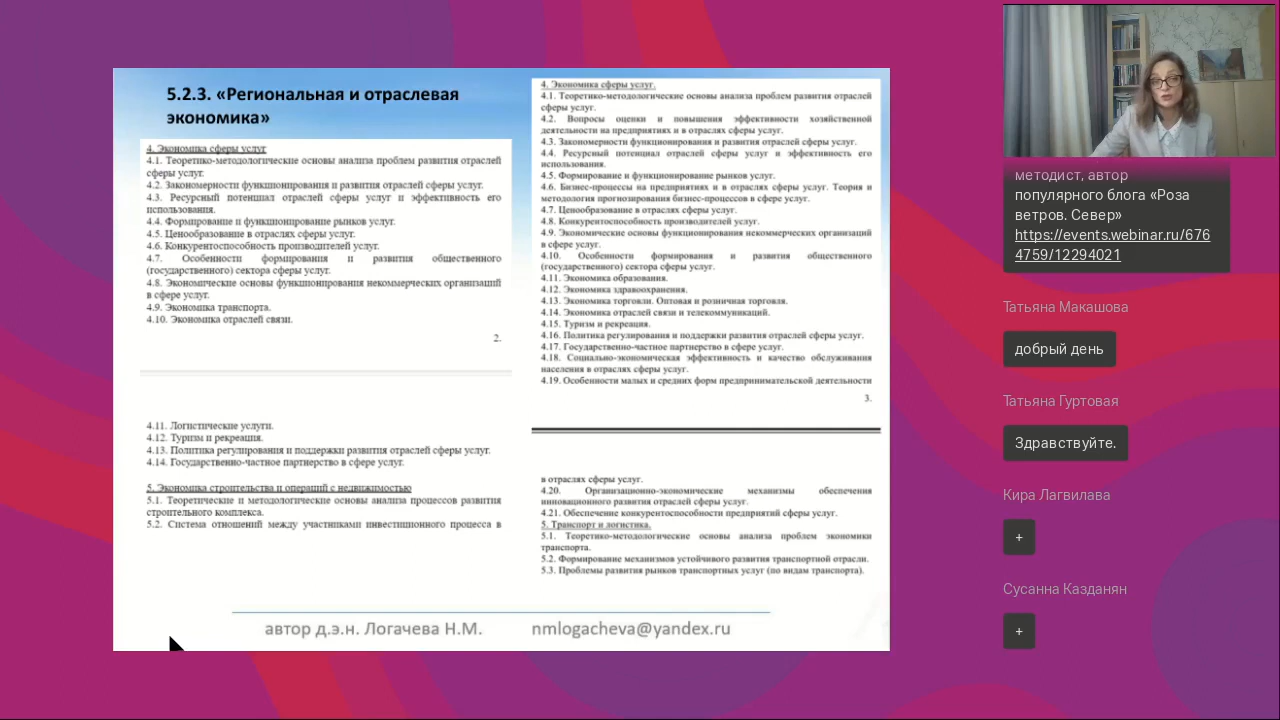 5.2.3. «Региональная и отраслевая
экономика»
4. Экономика сферы услуг
4.1. Теоретико-методологические основы анализа проблем развития отраслей
сферы услуг.
4.2. Закономерности функционирования и развития отраслей сферы услуг.
4.3. Ресурсный потенциал отраслей сферы услуг и эффективность его
использования.
4.4. Формирование и функционирование рынков услуг.
4.5. Ценообразование в отраслях сферы услуг.
4.6. Конкурентоспособность производителей услуг.
4.7. Особенности формирования и развития общественного
(государственного) сектора сферы услуг.
4.8. Экономические основы функционирования некоммерческих организаций
в сфере услуг.
4.9. Экономика транспорта.
4.10. Экономика отраслей связи.
2.
4.11. Логистические услуги.
4.12. Туризм и рекреация.
4.13. Политика регулирования и поддержки развития отраслей сферы услуг.
4.14. Государственно-частное партнерство в сфере услуг.
5. Экономика строительства и операций с недвижимостью
5.1. Теоретические и методологические основы анализа процессов развития
строительного комплекса.
5.2. Система отношений между участниками инвестиционного процесса в
4. Экономика сферы услуг.
4.1. Теоретико-методологические основы анализа проблем развития отраслей
сферы услуг.
4.2. Вопросы оценки и повышения эффективности хозяйственной
деятельности на предприятиях и в отраслях сферы услуг.
4.3. Закономерности функционирования и развития отраслей сферы услуг.
4.4. Ресурсный потенциал отраслей сферы услуг и эффективность его
использования.
4.5. Формирование и функционирование рынков услуг.
4.6. Бизнес-процессы на предприятиях и в отраслях сферы услуг. Теория и
методология прогнозирования бизнес-процессов в сфере услуг.
4.7. Ценообразование в отраслях сферы услуг.
4.8. Конкурентоспособность производителей услуг.
4.9. Экономические основы функционирования некоммерческих организаций
в сфере услуг.
4.10. Особенности формирования и развития общественного
(государственного) сектора сферы услуг.
4.11. Экономика образования.
4.12. Экономика здравоохранения.
4.13. Экономика торговли. Оптовая и розничная торговля.
4.14. Экономика отраслей связи и телекоммуникаций.
4.15. Туризм и рекреация.
4.16. Политика регулирования и поддержки развития отраслей сферы услуг.
4.17. Государственно-частное партнерство в сфере услуг.
4.18. Социально-экономическая эффективность и качество обслуживания
населения в отраслях сферы услуг.
4.19. Особенности малых и средних форм предпринимательской деятельности
3.
в отраслях сферы услуг.
4.20. Организационно-экономические механизмы обеспечения
инновационного развития отраслей сферы услуг.
4.21. Обеспечение конкурентоспособности предприятий сферы услуг.
5. Транспорт и логистика.
5.1. Теоретико-методологические основы анализа проблем экономики
транспорта.
5.2. Формирование механизмов устойчивого развития транспортной отрасли.
5.3. Проблемы развития рынков транспортных услуг (по видам транспорта).
автор д.э.н. Логачева Н.М. nmlogacheva@yandex.ru
методист, автор
популярного блога «Роза
ветров. Север»
https://events.webinar.ru/676
4759/12294021
Татьяна Макашова
добрый день
Татьяна Гуртовая
Здравствуйте.
Кира Лагвилава
+
Сусанна Казданян
+